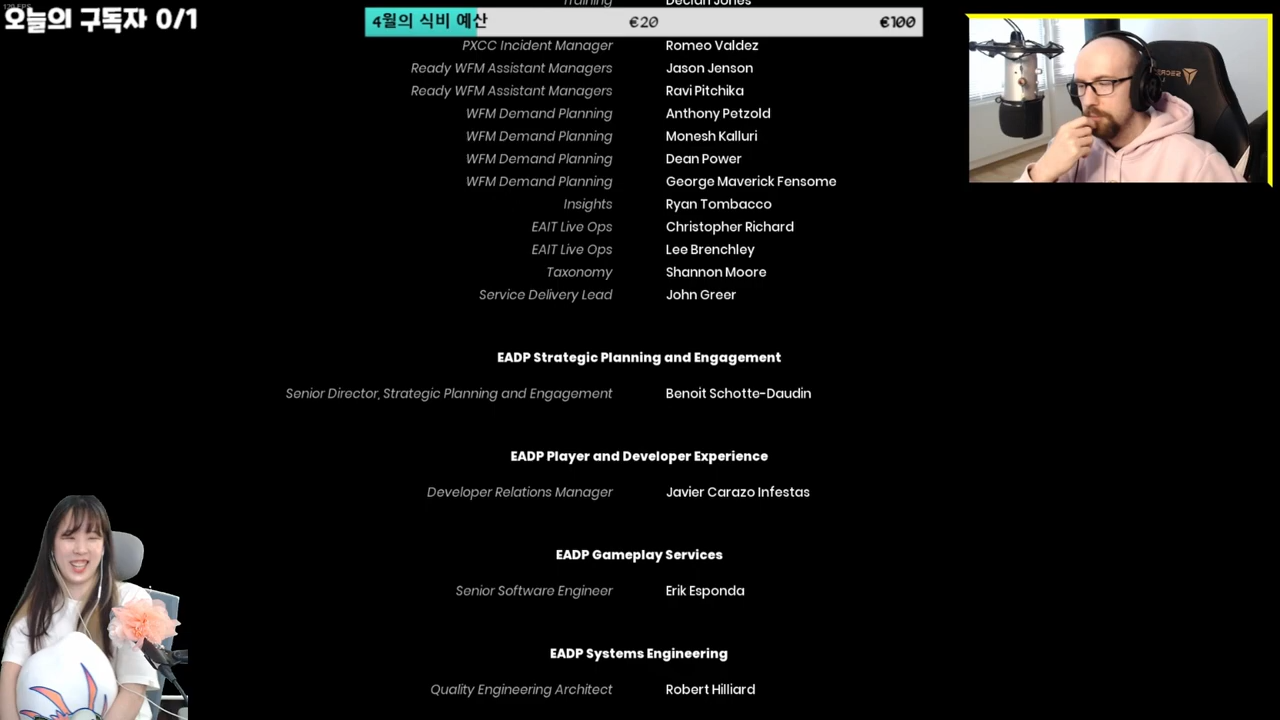 오늘의 구독자 0/1
Training Declan Jones
4월의 식비 예산 €20 €100
PXCC Incident Manager Romeo Valdez
Ready WFM Assistant Managers Jason Jenson
Ready WFM Assistant Managers Ravi Pitchika
WFM Demand Planning Anthony Petzold
WFM Demand Planning Monesh Kalluri
WFM Demand Planning Dean Power
WFM Demand Planning George Maverick Fensome
Insights Ryan Tombacco
EAIT Live Ops Christopher Richard
EAIT Live Ops Lee Brenchley
Taxonomy Shannon Moore
Service Delivery Lead John Greer
EADP Strategic Planning and Engagement
Senior Director, Strategic Planning and Engagement Benoit Schotte-Daudin
EADP Player and Developer Experience
Developer Relations Manager Javier Carazo Infestas
EADP Gameplay Services
Senior Software Engineer Erik Esponda
EADP Systems Engineering
Quality Engineering Architect Robert Hilliard